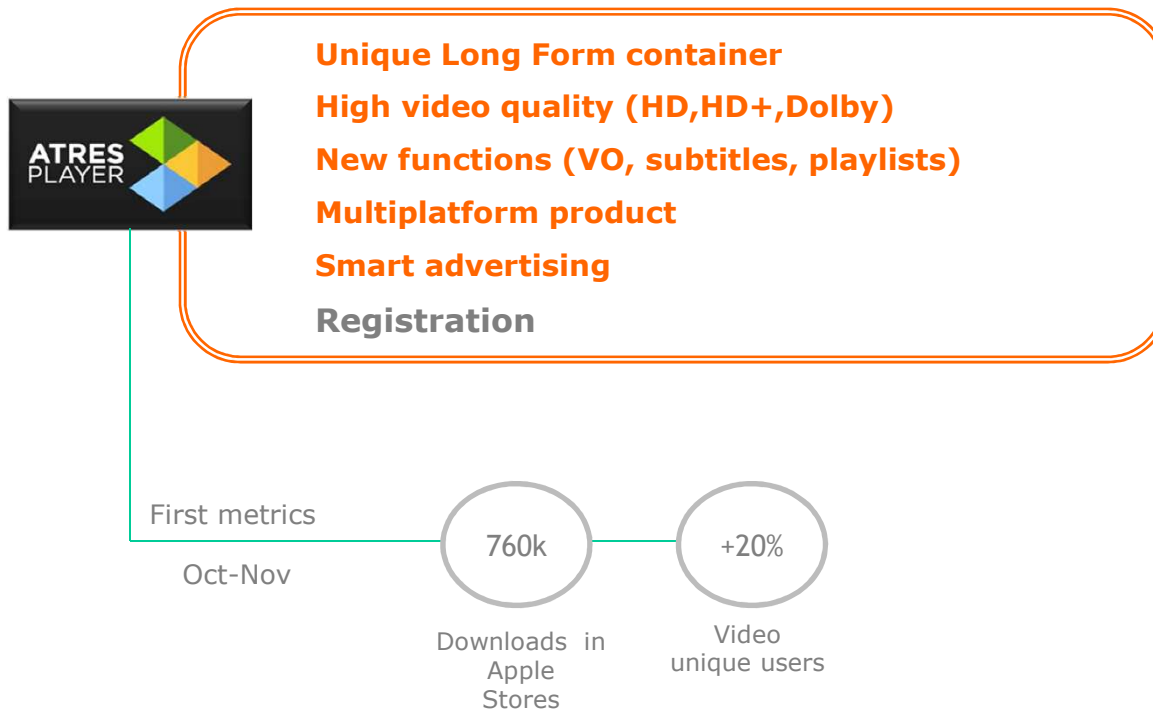 Unique Long Form container
High video quality (HD,HD+,Dolby)
ATRES
PLAYER
New functions (VO, subtitles, playlists)
Multiplatform product
Smart advertising
Registration
First metrics
Oct-Nov
760k
+20%
Downloads in
Apple
Stores
Video
unique users